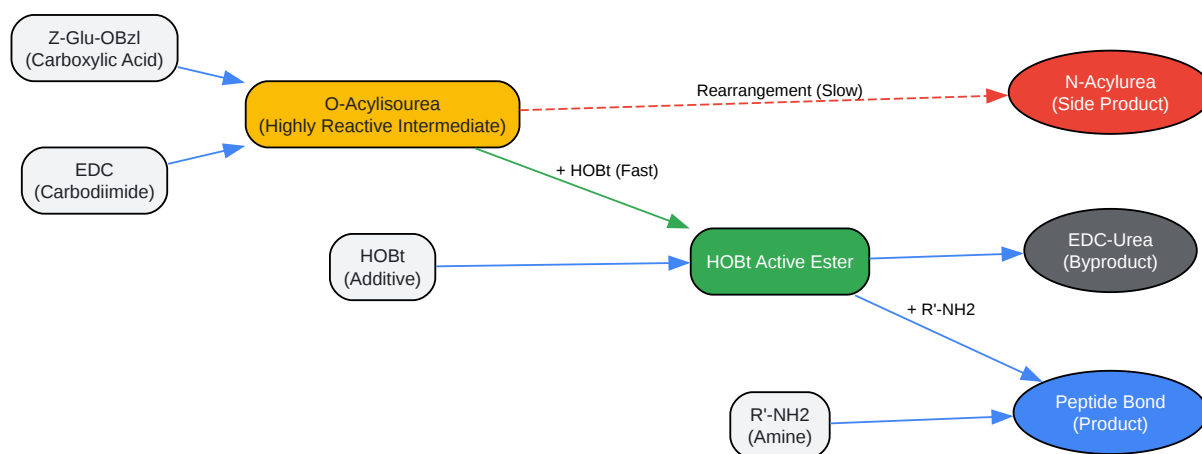 Z-Glu-OBzl
(Carboxylic Acid)
EDC
(Carbodiimide)
O-Acylisourea
(Highly Reactive Intermediate)
Rearrangement (Slow)
N-Acylurea
(Side Product)
+ HOBt (Fast)
HOBt
(Additive)
HOBt Active Ester
EDC-Urea
(Byproduct)
+ R'-NH2
R'-NH2
(Amine)
Peptide Bond
(Product)